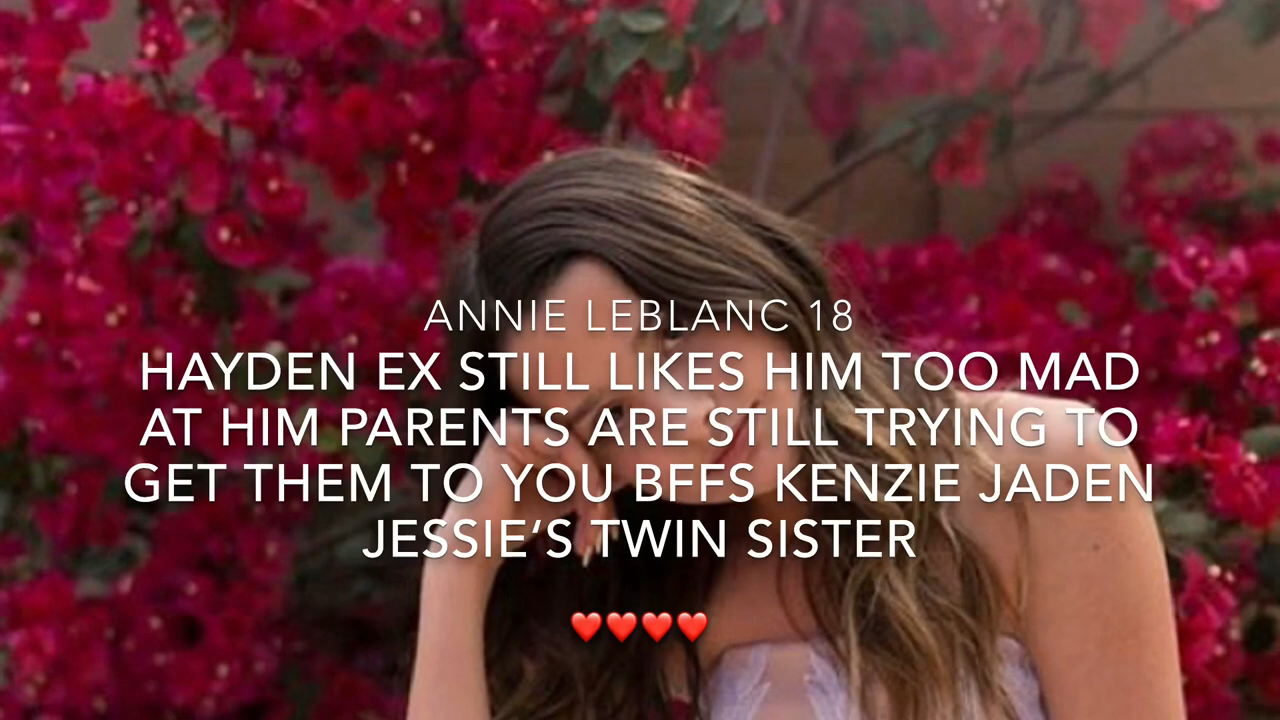 ANNIE LEBLANC 18
HAYDEN EX STILL LIKES HIM TOO MAD
AT HIM PARENTS ARE STILL TRYING TO
GET THEM TO YOU BFFS KENZIE JADEN
JESSIE‘S TWIN SISTER
❤️❤️❤️❤️